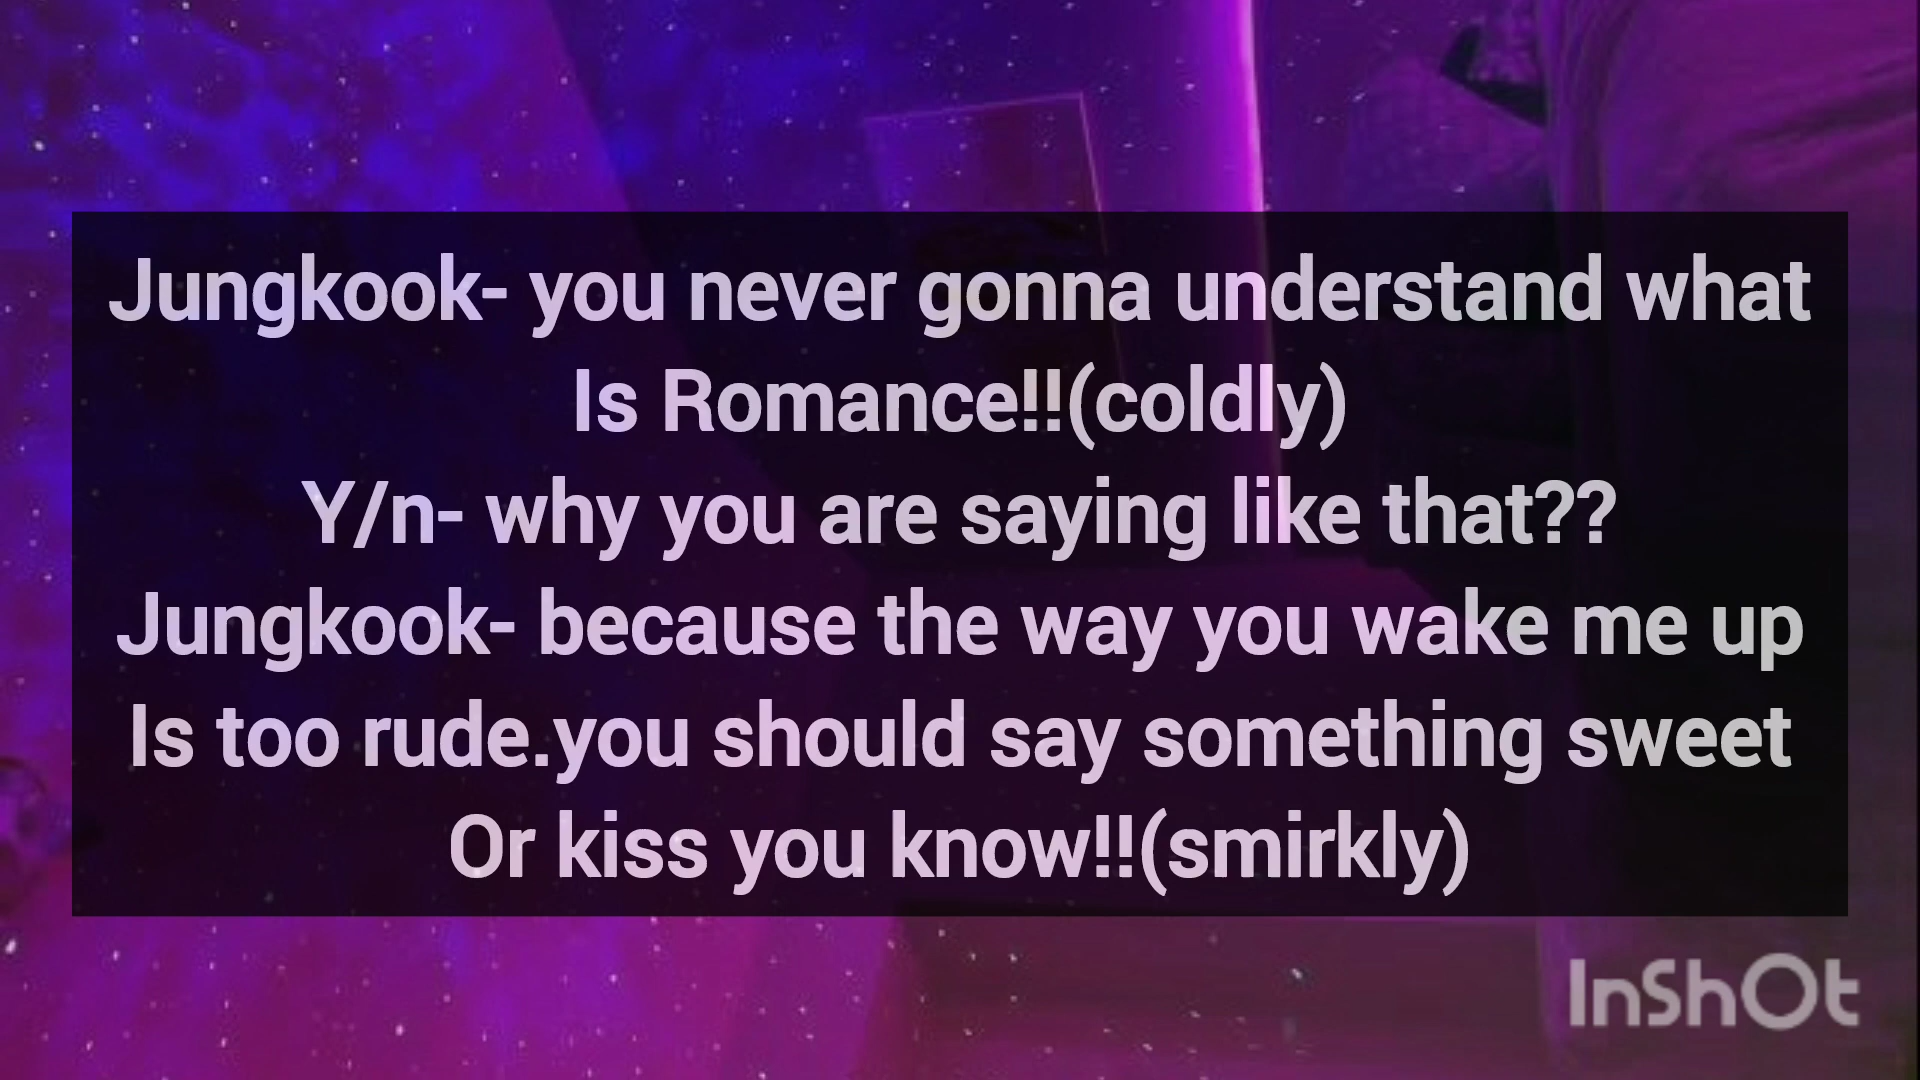 Jungkook- you never gonna understand what
Is Romance!!(coldly)
Y/n- why you are saying like that??
Jungkook- because the way you wake me up
Is too rude.you should say something sweet
Or kiss you know!!(smirkly)
InShOt